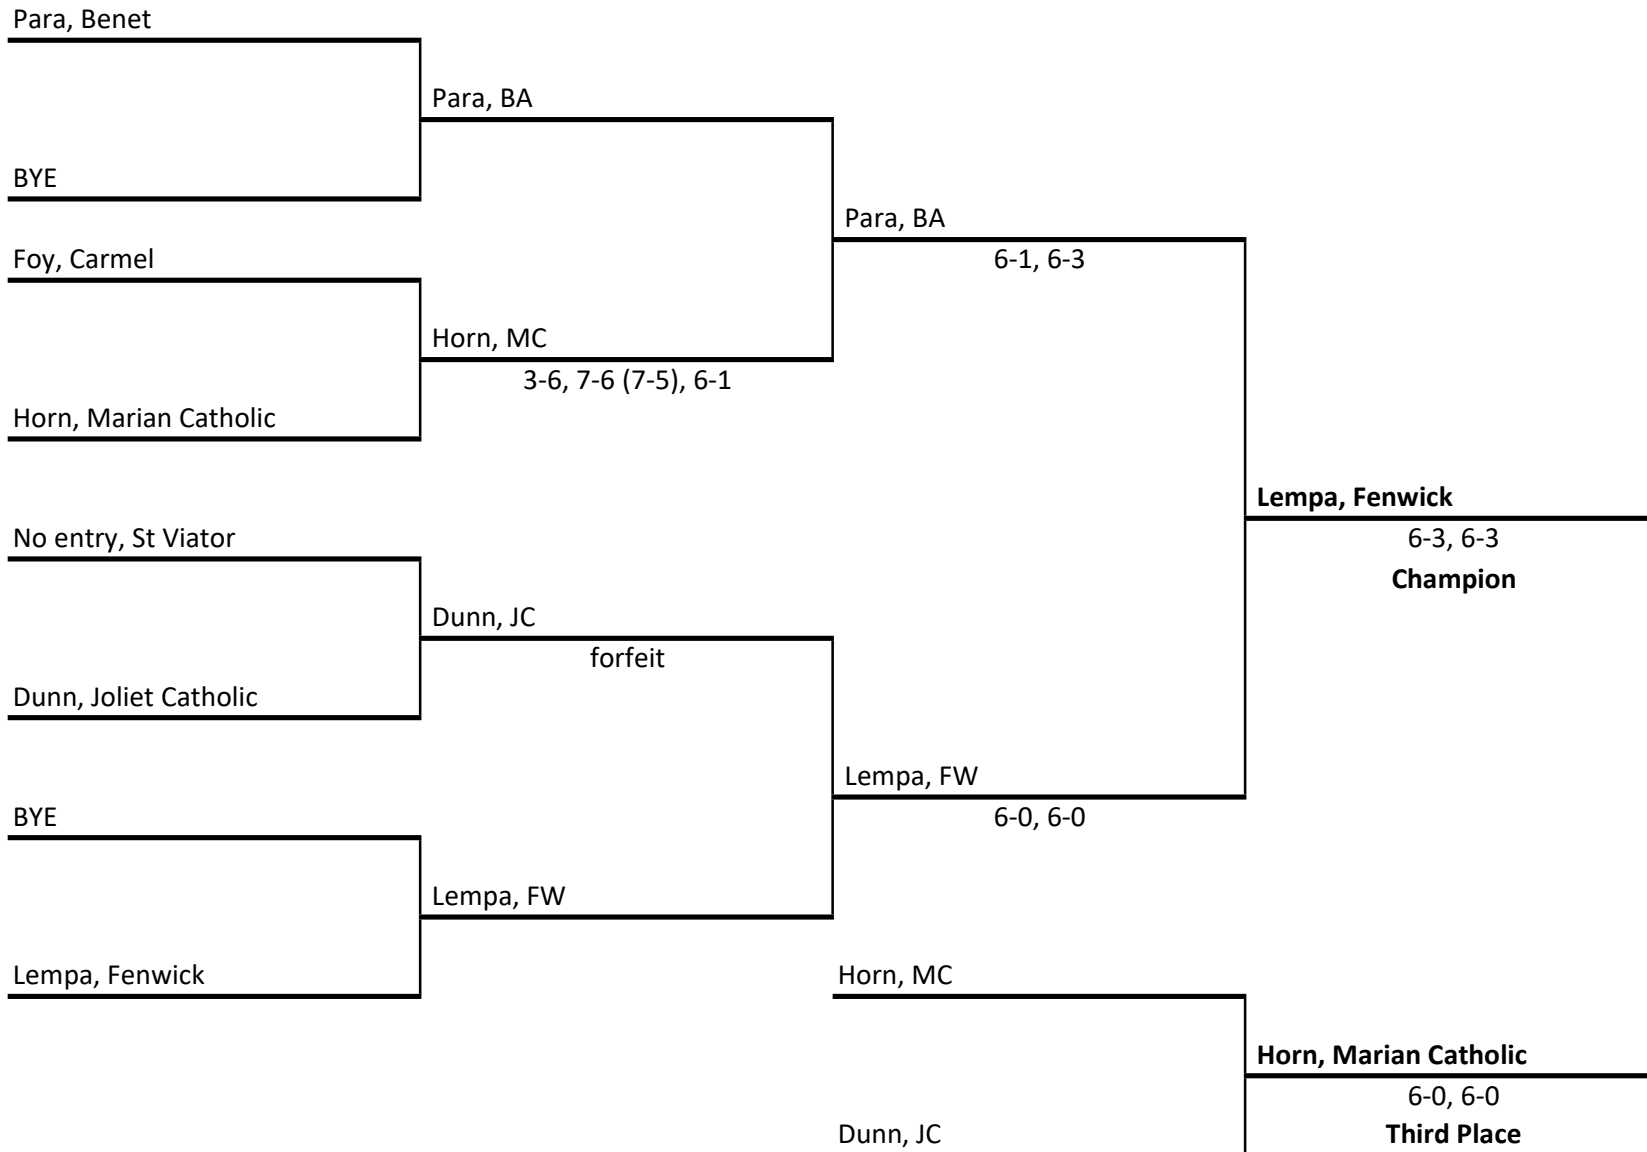 Para, Benet
Para, BA
BYE
Para, BA
6-1, 6-3
Foy, Carmel
Horn, MC
3-6, 7-6 (7-5), 6-1
Horn, Marian Catholic
Lempa, Fenwick
6-3, 6-3
Champion
No entry, St Viator
Dunn, JC
forfeit
Dunn, Joliet Catholic
Lempa, FW
6-0, 6-0
BYE
Lempa, FW
Lempa, Fenwick
Horn, MC
Horn, Marian Catholic
6-0, 6-0
Third Place
Dunn, JC